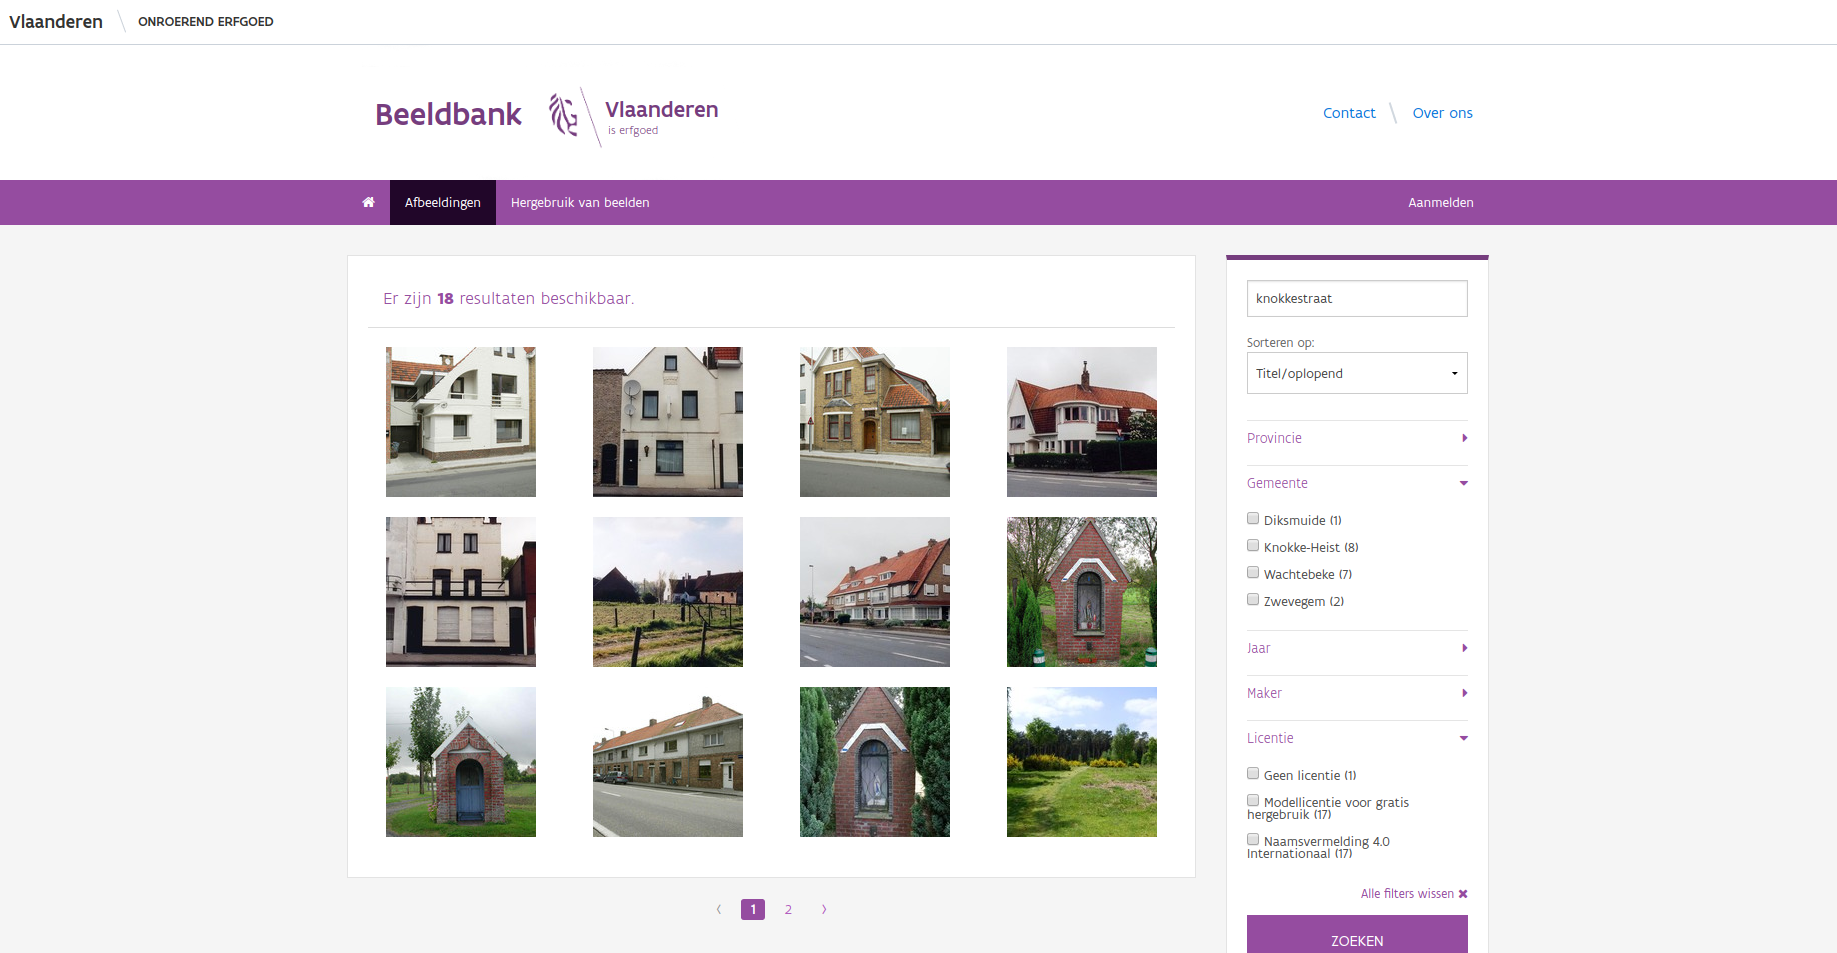 Vlaanderen
ONROEREND ERFGOED
Beeldbank
Vlaanderen
is erfgoed
Contact
Over ons
Afbeeldingen
Hergebruik van beelden
Aanmelden
Er zijn 18 resultaten beschikbaar.
knokkestraat
Sorteren op:
Titel/oplopend
Provincie
Gemeente
Diksmuide (1)
Knokke-Heist (8)
Wachtebeke (7)
Zwevegem (2)
Jaar
Maker
Licentie
Geen licentie (1)
Modellicentie voor gratis
hergebruik (17)
Naamsvermelding 4.0
Internationaal (17)
Alle filters wissen ×
ZOEKEN
‹ 1 2 ›